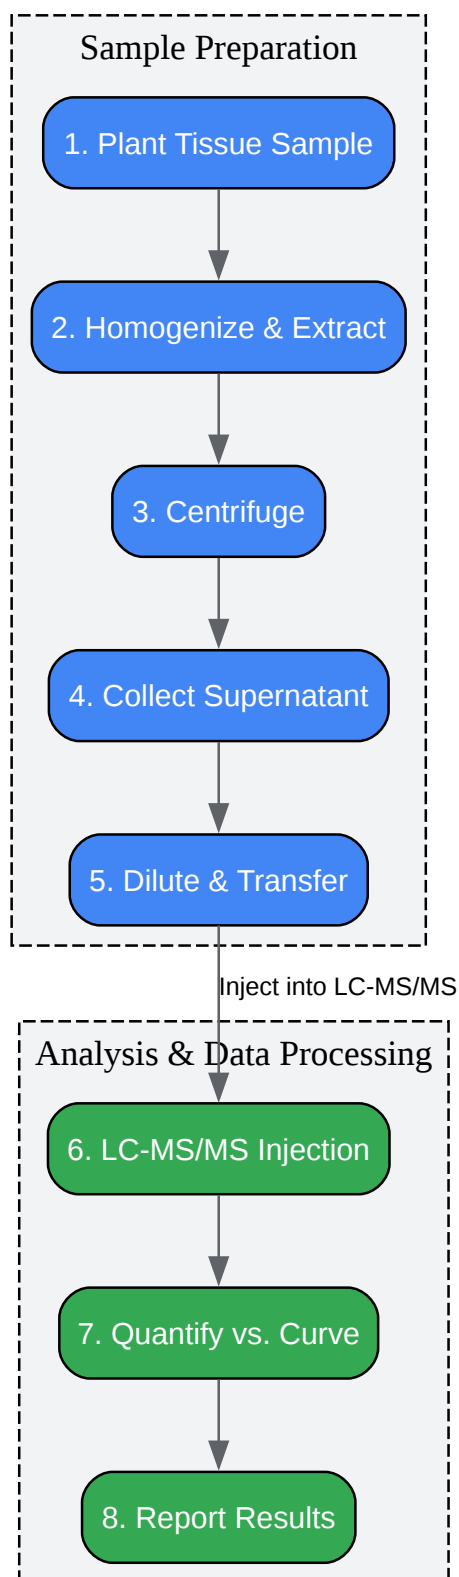 Sample Preparation
1. Plant Tissue Sample
2. Homogenize & Extract
3. Centrifuge
4. Collect Supernatant
5. Dilute & Transfer
Inject into LC-MS/MS
Analysis & Data Processing
6. LC-MS/MS Injection
7. Quantify vs. Curve
8. Report Results